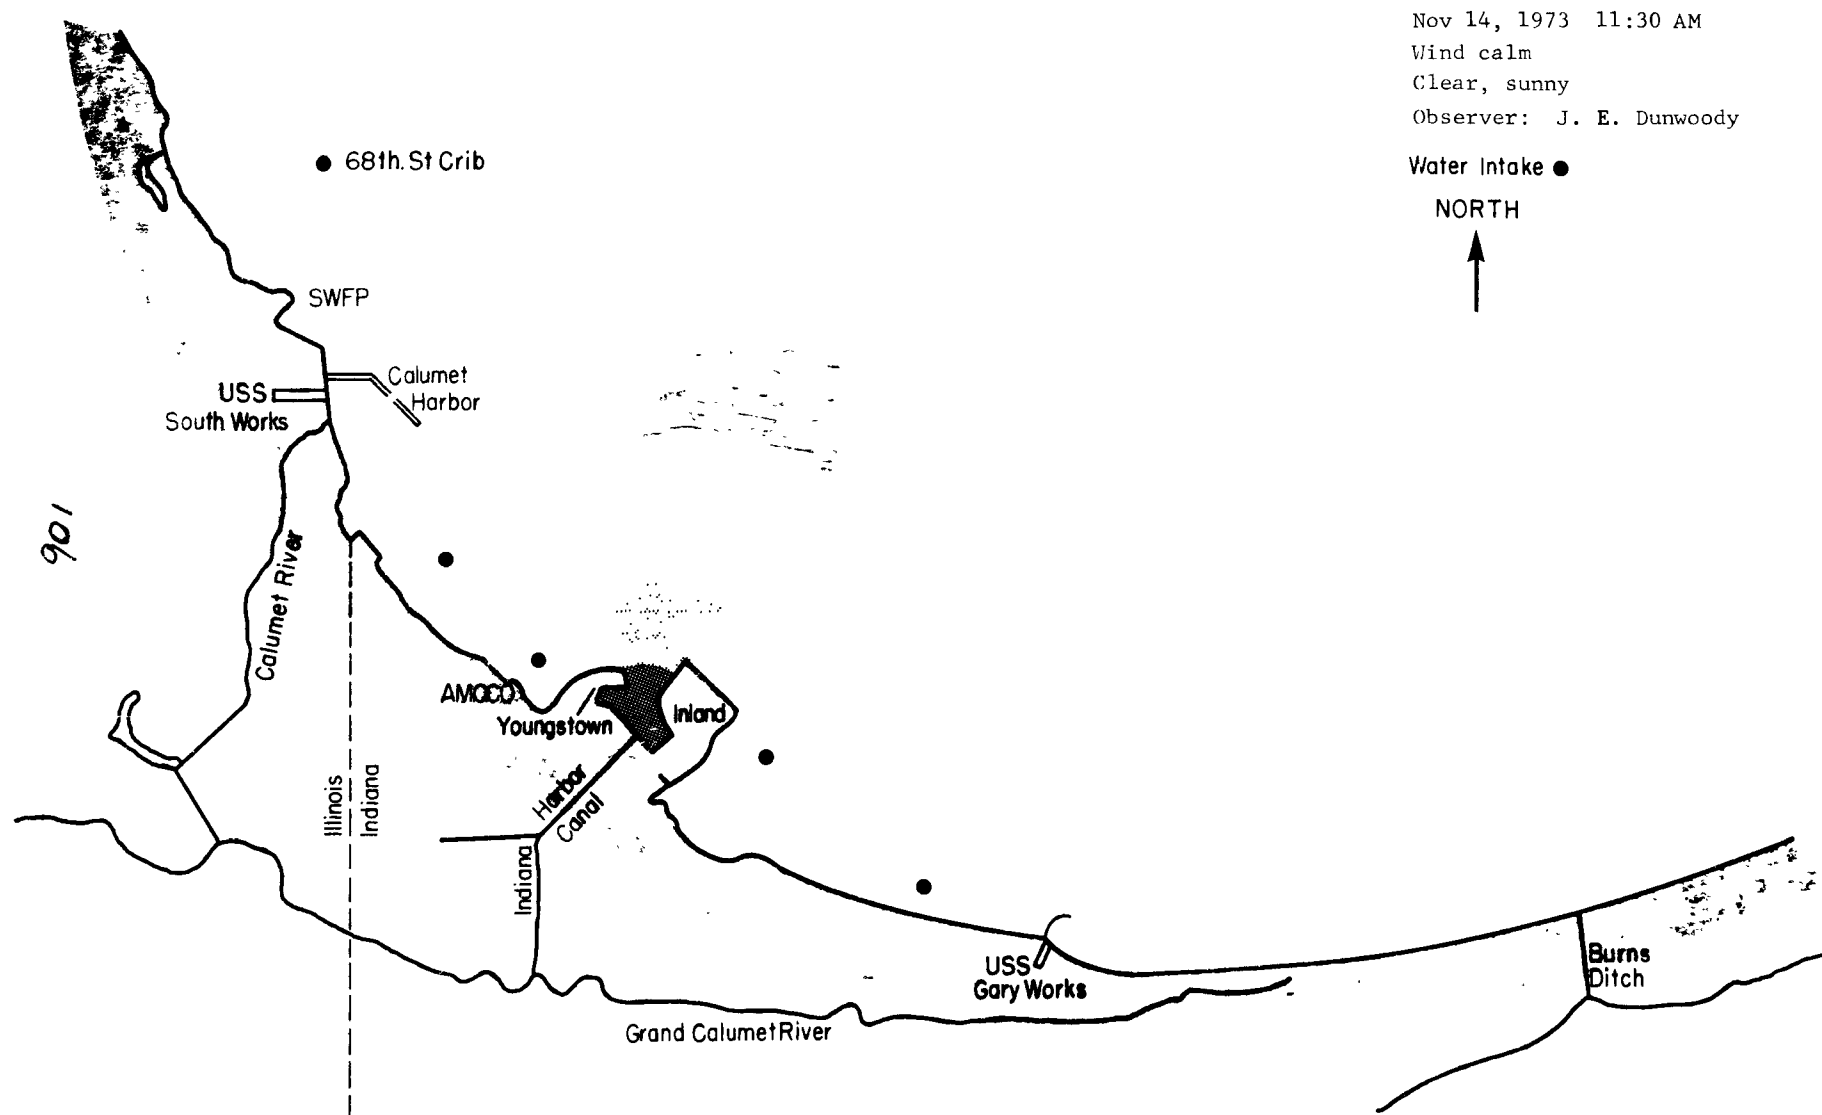 Nov 14, 1973 11:30 AM
Wind calm
Clear, sunny
Observer: J. E. Dunwoody
Water Intake
NORTH
68th. St Crib
SWFP
Calumet
Harbor
USS
South Works
106
Calumet River
AMOCO
Youngstown
Inland
Harbor
Canal
Illinois
Indiana
Indiana
USS
Gary Works
Burns
Ditch
Grand Calumet River